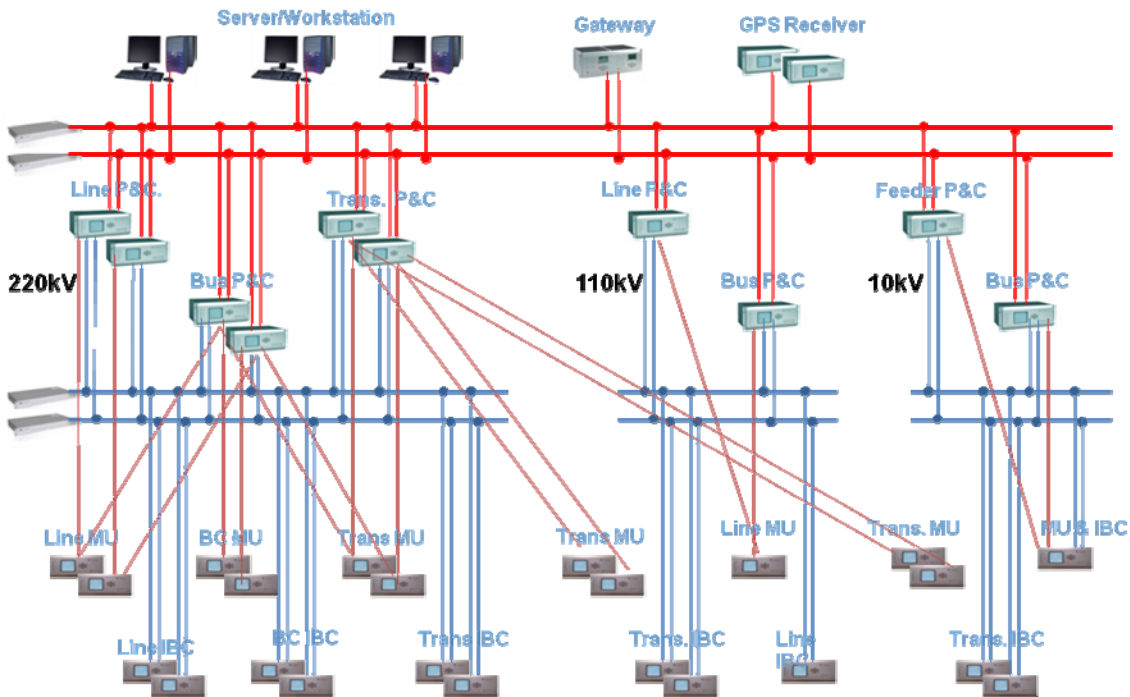 Server/Workstation
Gateway
GPS Receiver
Line P&C.
Trans. P&C
Line P&C
Feeder P&C
220kV
Bus P&C
110kV
Bus P&C
10kV
Bus P&C
Line MU
BC MU
Trans MU
Trans MU
Line MU
Trans. MU
MU & IBC
Line IBC
BC IBC
Trans IBC
Trans. IBC
Line
IBC
Trans. IBC